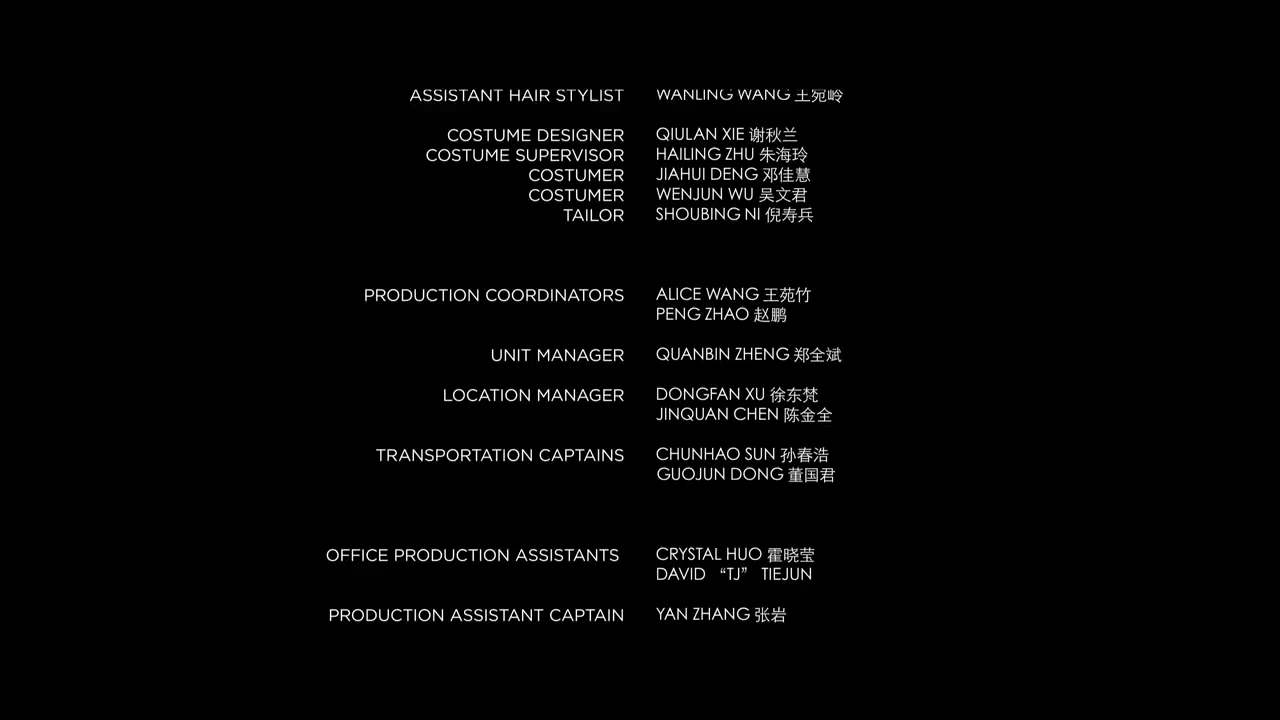 ASSISTANT HAIR STYLIST WANLING WANG 王宛岭
COSTUME DESIGNER QIULAN XIE 谢秋兰
COSTUME SUPERVISOR HAILING ZHU 朱海玲
COSTUMER JIAHUI DENG 邓佳慧
COSTUMER WENJUN WU 吴文君
TAILOR SHOUBING NI 倪寿兵
PRODUCTION COORDINATORS ALICE WANG 王苑竹
PENG ZHAO 赵鹏
UNIT MANAGER QUANBIN ZHENG 郑全斌
LOCATION MANAGER DONGFAN XU 徐东梵
JINQUAN CHEN 陈金全
TRANSPORTATION CAPTAINS CHUNHAO SUN 孙春浩
GUOJUN DONG 董国君
OFFICE PRODUCTION ASSISTANTS CRYSTAL HUO 霍晓莹
DAVID “TJ” TIEJUN
PRODUCTION ASSISTANT CAPTAIN YAN ZHANG 张岩